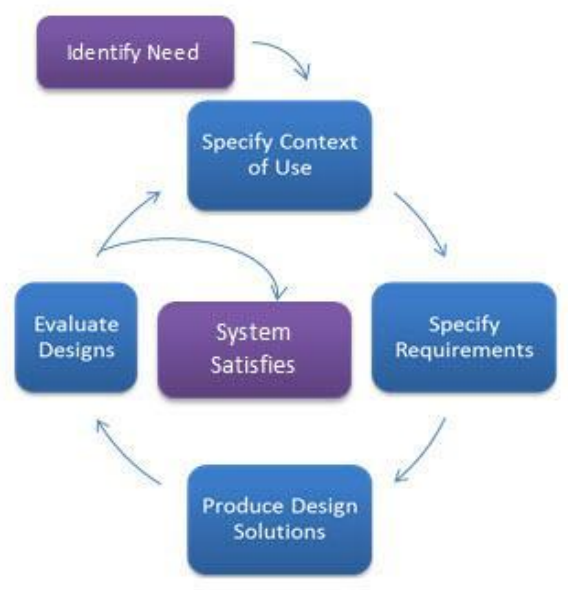 Identify Need
Specify Context
of Use
Specify
Requirements
Produce Design
Solutions
Evaluate
Designs
System
Satisfies